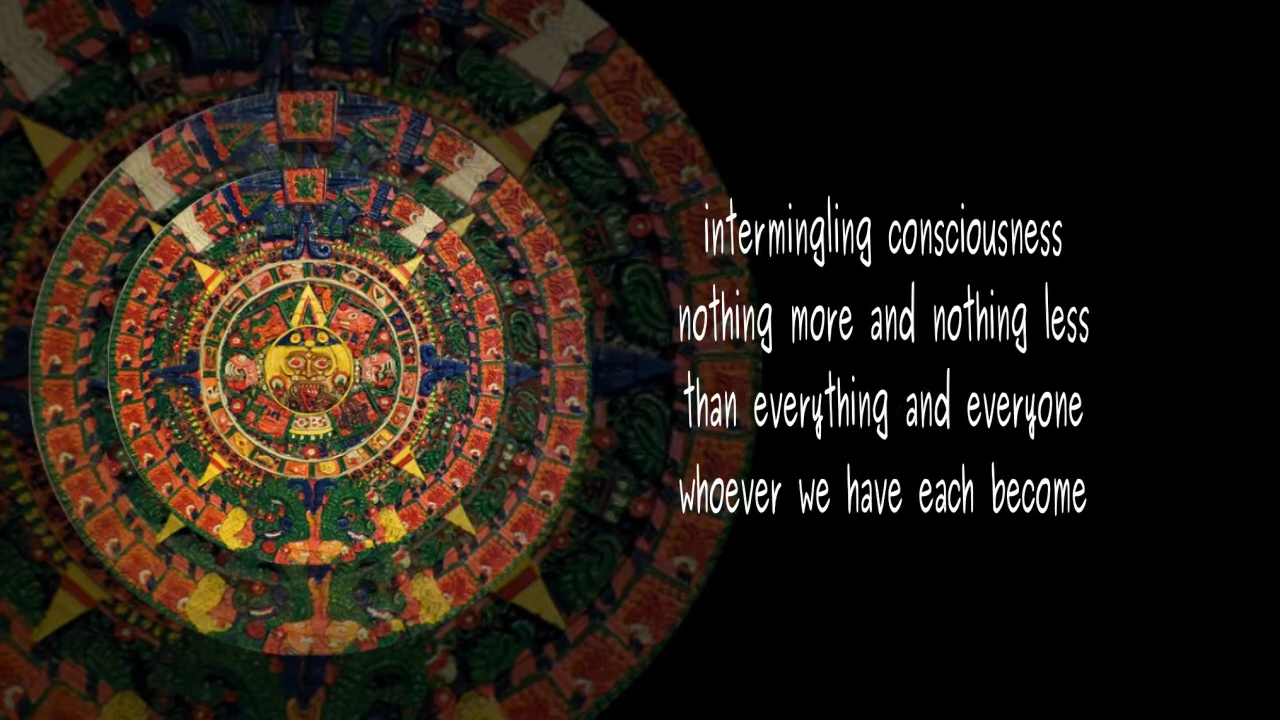 intermingling consciousness
nothing more and nothing less
than everything and everyone
whoever we have each become